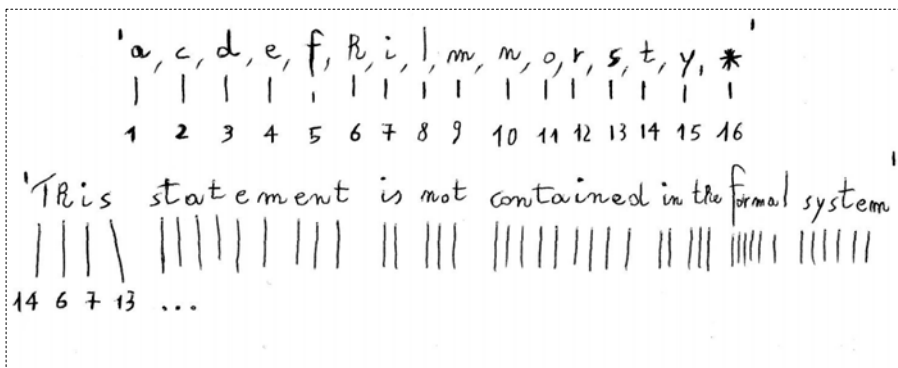 'a, c, d, e, f, h, i, l, m, n, o, r, s, t, y, *'
1 2 3 4 5 6 7 8 9 10 11 12 13 14 15 16
'This statement is not contained in the formal system'
14 6 7 13 ...